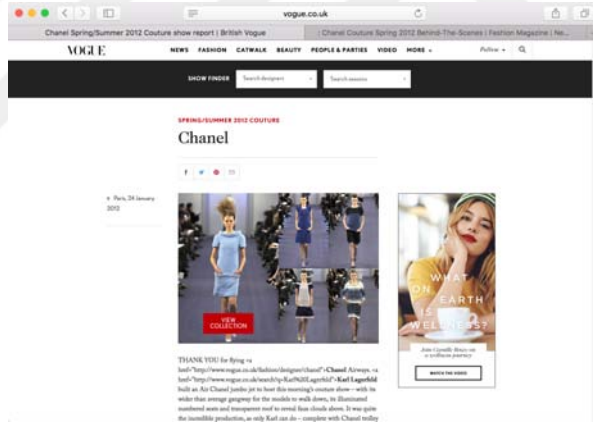 vogue.co.uk
Chanel Spring/Summer 2012 Couture show report | British Vogue
| Chanel Couture Spring 2012 Behind-The-Scenes | Fashion Magazine | Ne...
VOGUE NEWS FASHION CATWALK BEAUTY PEOPLE & PARTIES VIDEO MORE Follow
SHOW FINDER Search designers Search seasons
SPRING/SUMMER 2012 COUTURE
Chanel
Paris, 24 January
2012
VIEW
COLLECTION
WHAT
ON EARTH
IS
WELLNESS?
Join Camille Rowe on
a wellness journey
WATCH THE VIDEO
THANK YOU for flying <a
href="http://www.vogue.co.uk/fashion/designer/chanel">Chanel Airways. <a
href="http://www.vogue.co.uk/search?q=Karl%20Lagerfeld">Karl Lagerfeld
built an Air Chanel jumbo jet to host this morning's couture show - with its
wider than average gangway for the models to walk down, its illuminated
numbered seats and transparent roof to reveal faux clouds above. It was quite
the incredible production, as only Karl can do - complete with Chanel trolley